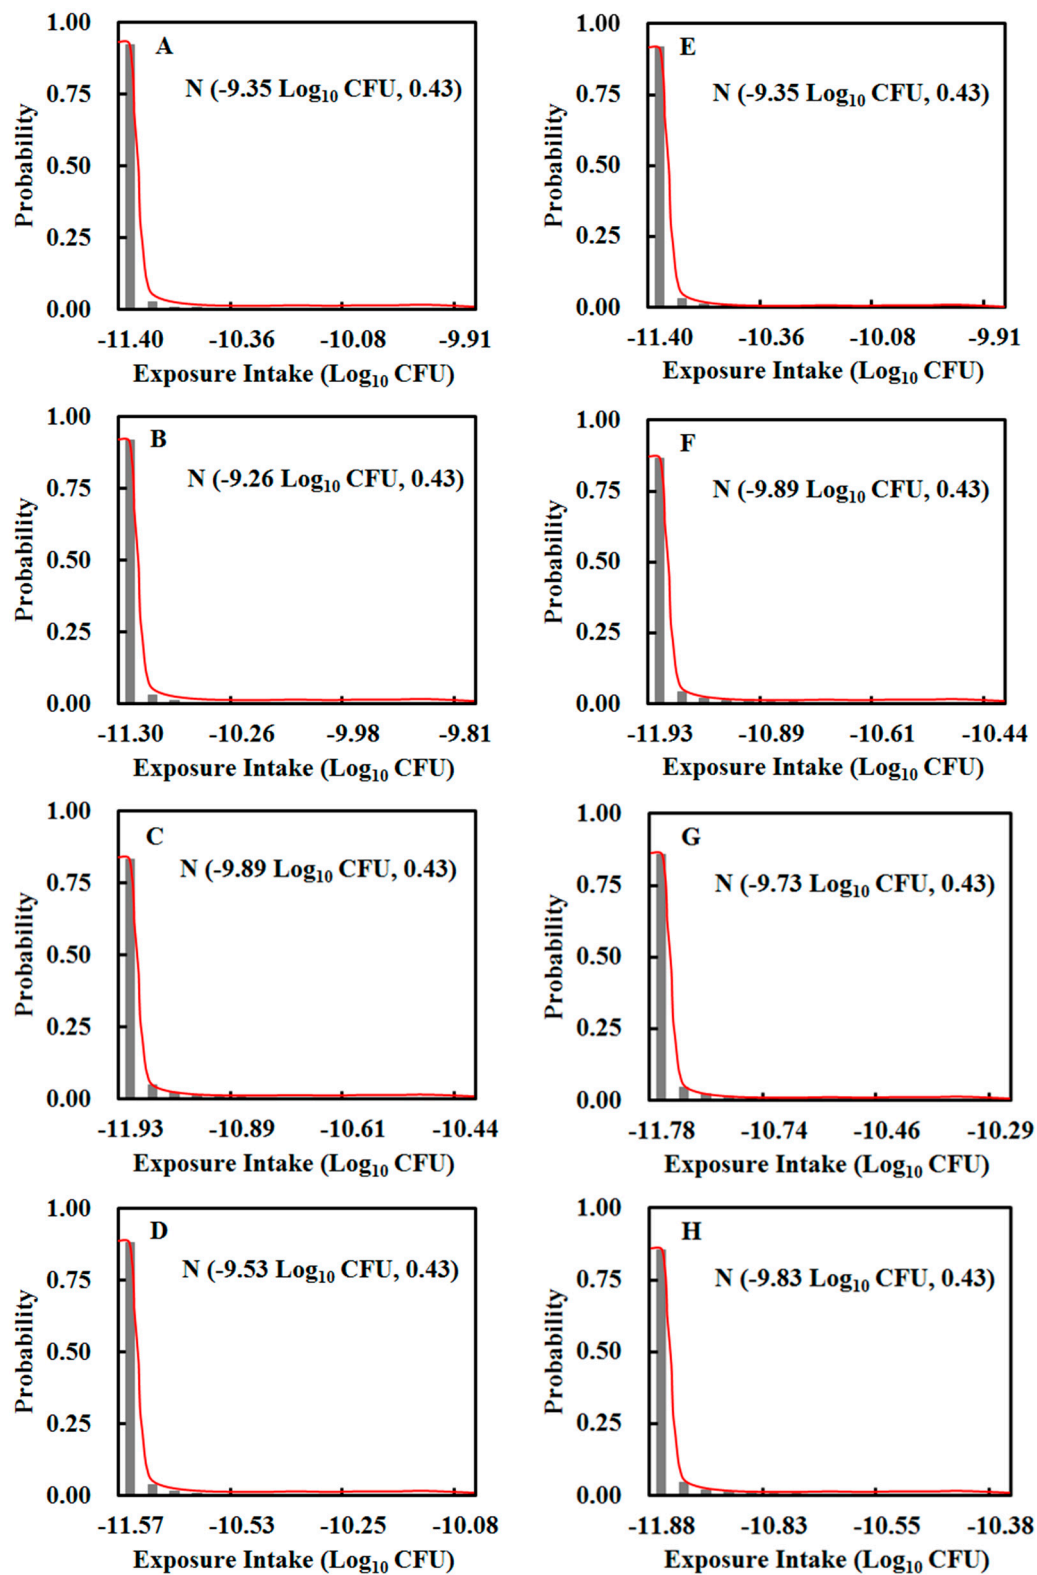 A
N (-9.35 Log10 CFU, 0.43)
1.00
0.75
0.50
0.25
0.00
Probability
-11.40 -10.36 -10.08 -9.91
Exposure Intake (Log10 CFU)
E
N (-9.35 Log10 CFU, 0.43)
1.00
0.75
0.50
0.25
0.00
Probability
-11.40 -10.36 -10.08 -9.91
Exposure Intake (Log10 CFU)
B
N (-9.26 Log10 CFU, 0.43)
1.00
0.75
0.50
0.25
0.00
Probability
-11.30 -10.26 -9.98 -9.81
Exposure Intake (Log10 CFU)
F
N (-9.89 Log10 CFU, 0.43)
1.00
0.75
0.50
0.25
0.00
Probability
-11.93 -10.89 -10.61 -10.44
Exposure Intake (Log10 CFU)
C
N (-9.89 Log10 CFU, 0.43)
1.00
0.75
0.50
0.25
0.00
Probability
-11.93 -10.89 -10.61 -10.44
Exposure Intake (Log10 CFU)
G
N (-9.73 Log10 CFU, 0.43)
1.00
0.75
0.50
0.25
0.00
Probability
-11.78 -10.74 -10.46 -10.29
Exposure Intake (Log10 CFU)
D
N (-9.53 Log10 CFU, 0.43)
1.00
0.75
0.50
0.25
0.00
Probability
-11.57 -10.53 -10.25 -10.08
Exposure Intake (Log10 CFU)
H
N (-9.83 Log10 CFU, 0.43)
1.00
0.75
0.50
0.25
0.00
Probability
-11.88 -10.83 -10.55 -10.38
Exposure Intake (Log10 CFU)